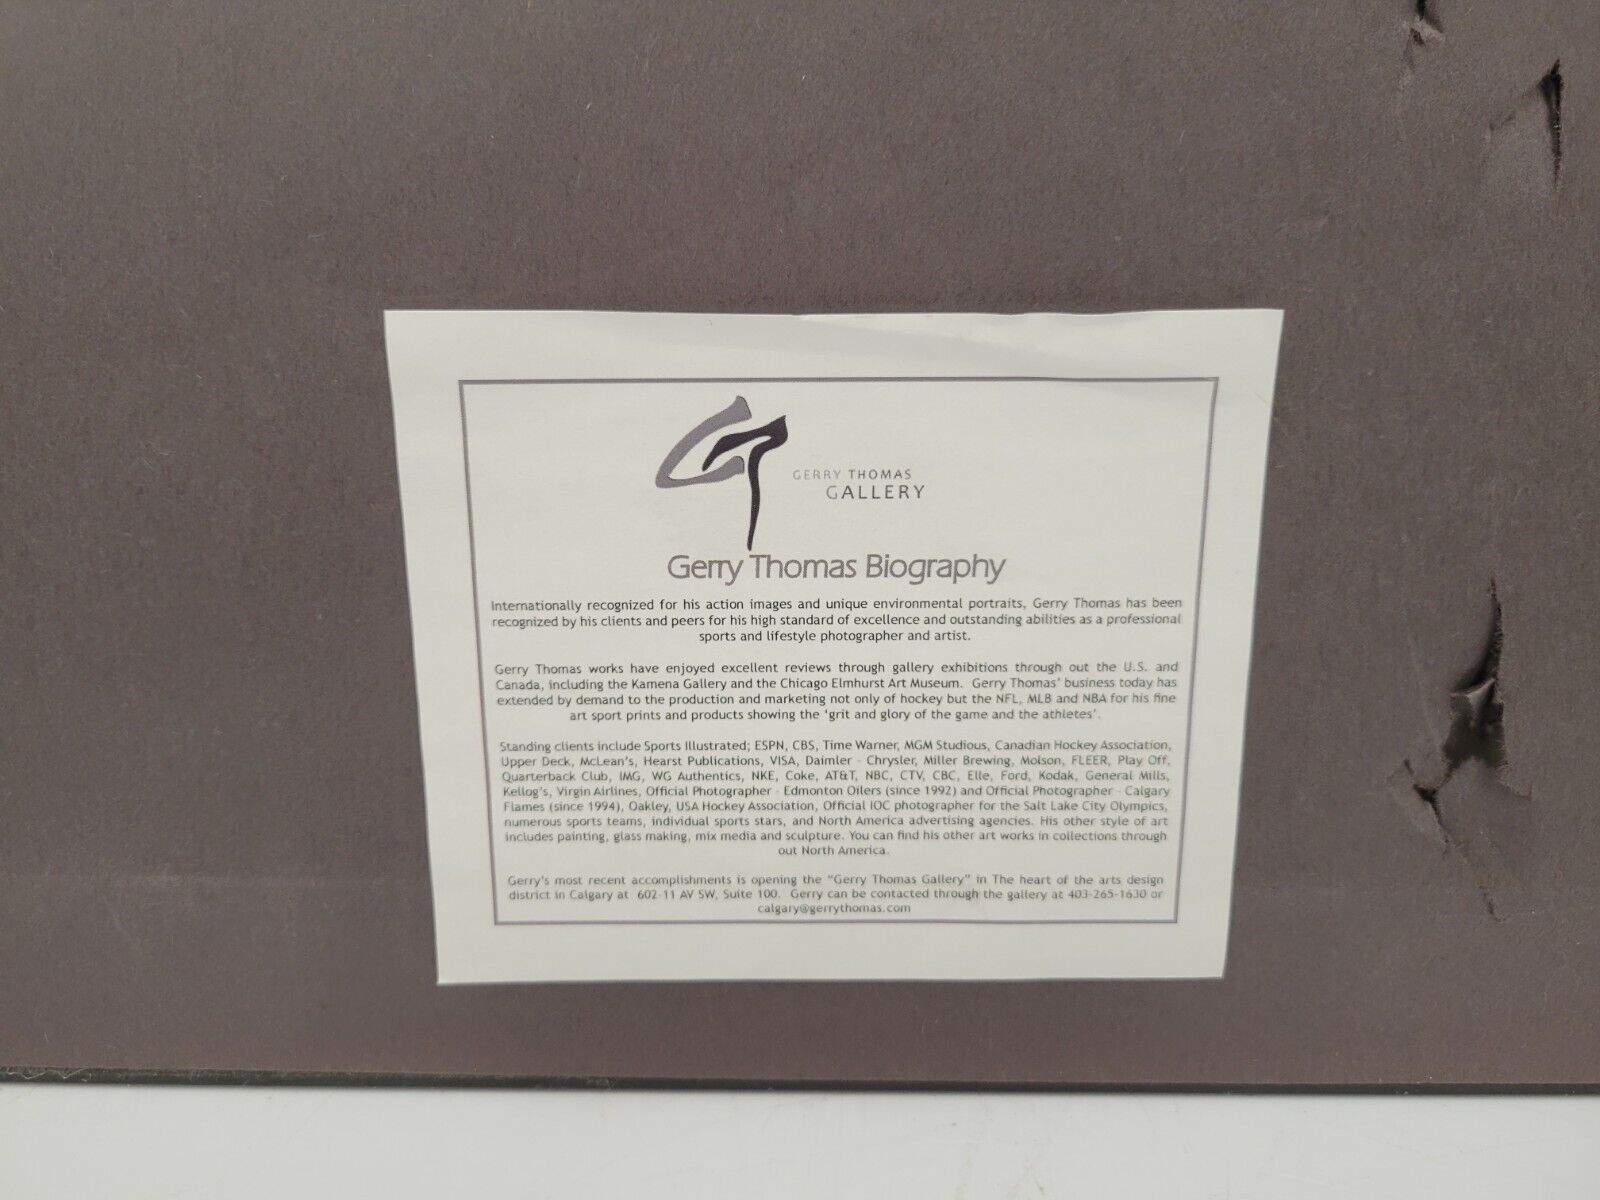 GT
GERRY THOMAS
GALLERY
Gerry Thomas Biography
Internationally recognized for his action images and unique environmental portraits, Gerry Thomas has been
recognized by his clients and peers for his high standard of excellence and outstanding abilities as a professional
sports and lifestyle photographer and artist.
Gerry Thomas works have enjoyed excellent reviews through gallery exhibitions through out the U.S. and
Canada, including the Kamena Gallery and the Chicago Elmhurst Art Museum. Gerry Thomas' business today has
extended by demand to the production and marketing not only of hockey but the NFL, MLB and NBA for his fine
art sport prints and products showing the 'grit and glory of the game and the athletes'.
Standing clients include Sports Illustrated; ESPN, CBS, Time Warner, MGM Studious, Canadian Hockey Association,
Upper Deck, McLean's, Hearst Publications, VISA, Daimler - Chrysler, Miller Brewing, Molson, FLEER, Play Off,
Quarterback Club, IMG, WG Authentics, NKE, Coke, AT&T, NBC, CTV, CBC, Elle, Ford, Kodak, General Mills,
Kellog's, Virgin Airlines, Official Photographer - Edmonton Oilers (since 1992) and Official Photographer - Calgary
Flames (since 1994), Oakley, USA Hockey Association, Official IOC photographer for the Salt Lake City Olympics,
numerous sports teams, individual sports stars, and North America advertising agencies. His other style of art
includes painting, glass making, mix media and sculpture. You can find his other art works in collections through
out North America.
Gerry's most recent accomplishments is opening the "Gerry Thomas Gallery" in The heart of the arts design
district in Calgary at 602-11 AV SW, Suite 100. Gerry can be contacted through the gallery at 403-265-1630 or
calgary@gerrythomas.com